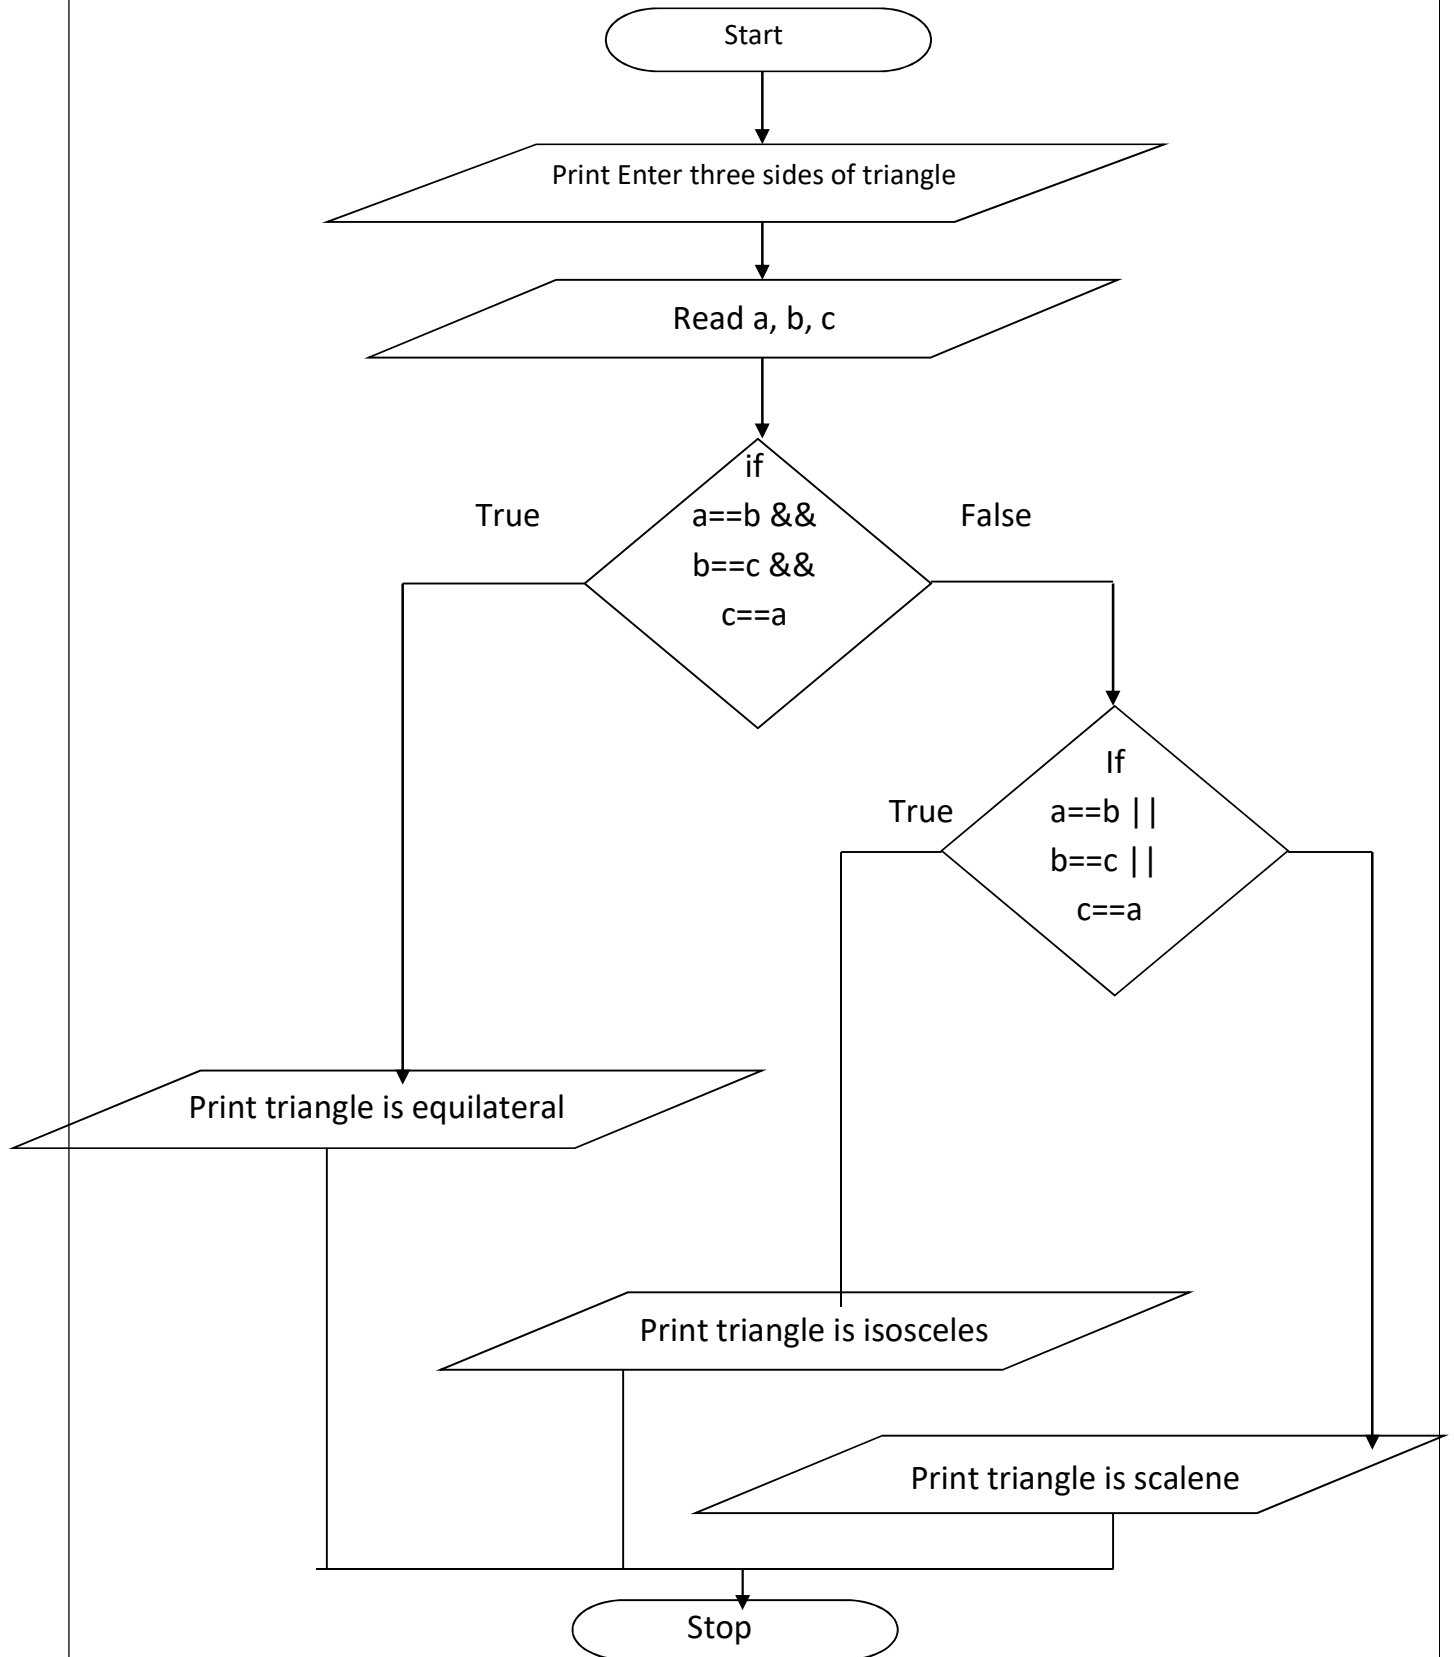 Start
Print Enter three sides of triangle
Read a, b, c
if
True
a==b &&
False
b==c &&
c==a
If
True
a==b ||
b==c ||
c==a
Print triangle is equilateral
Print triangle is isosceles
Print triangle is scalene
Stop